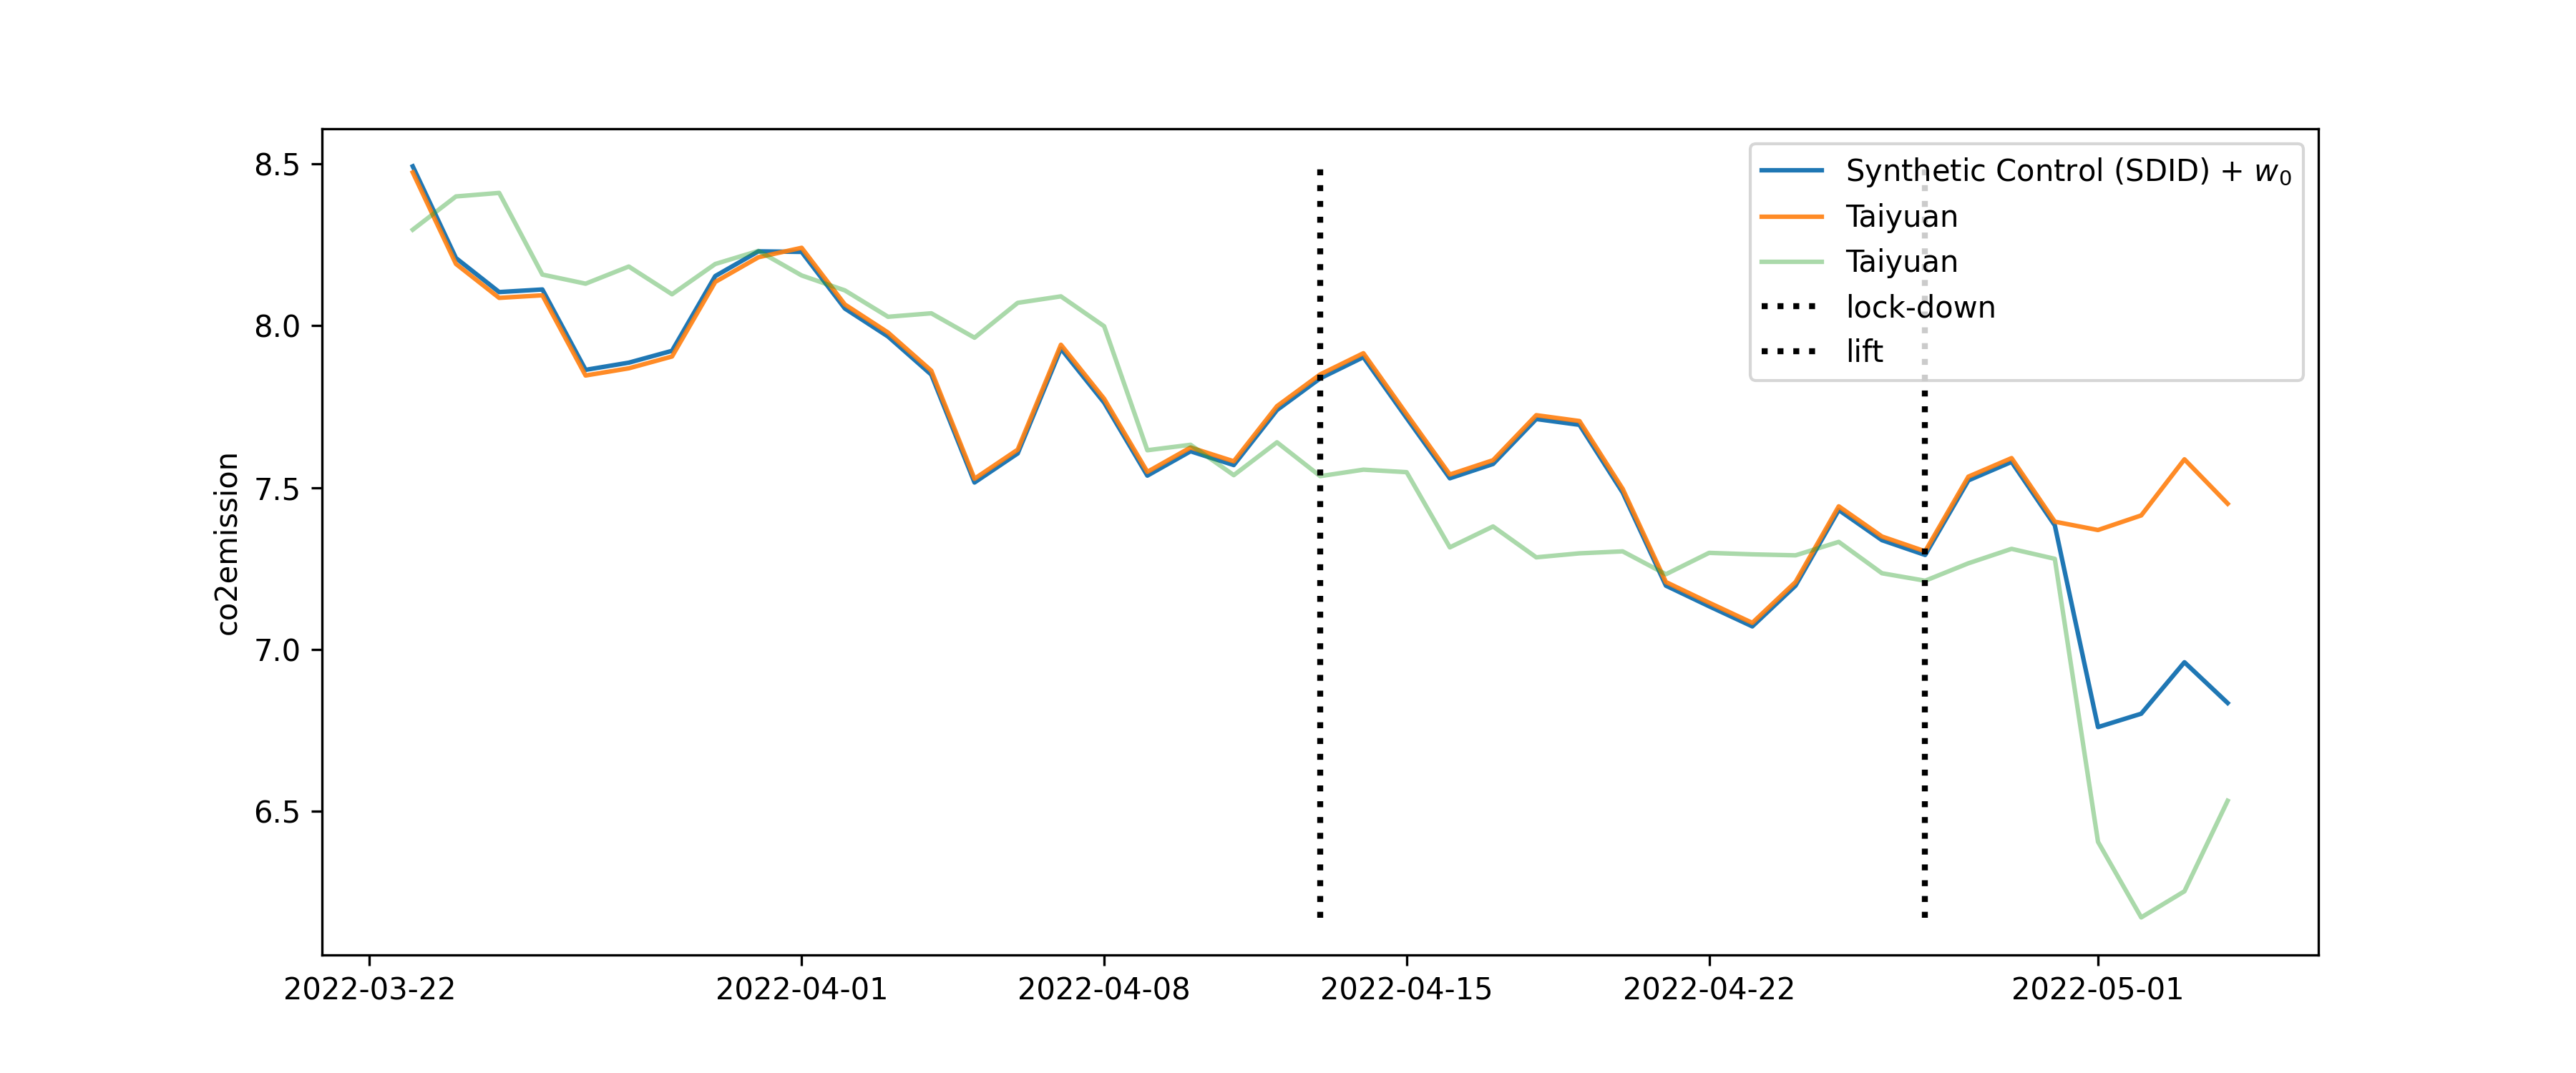 8.5
8.0
7.5
7.0
6.5
co2emission
Synthetic Control (SDID) + w₀
Taiyuan
Taiyuan
lock-down
lift
2022-03-22
2022-04-01
2022-04-08
2022-04-15
2022-04-22
2022-05-01